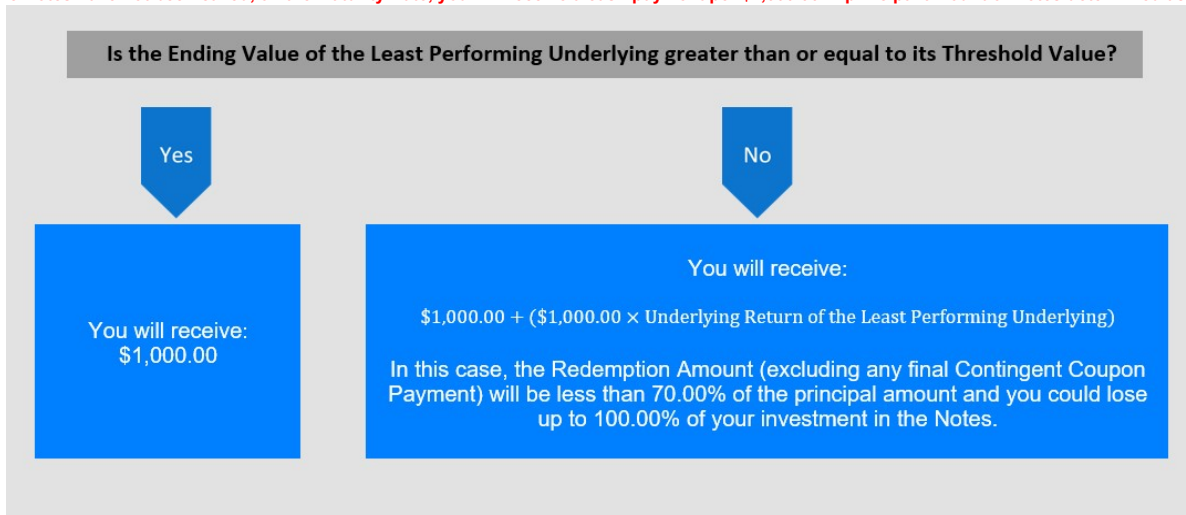 Is the Ending Value of the Least Performing Underlying greater than or equal to its Threshold Value?
Yes
No
You will receive:
$1,000.00
You will receive:
$1,000.00 + ($1,000.00 × Underlying Return of the Least Performing Underlying)
In this case, the Redemption Amount (excluding any final Contingent Coupon
Payment) will be less than 70.00% of the principal amount and you could lose
up to 100.00% of your investment in the Notes.